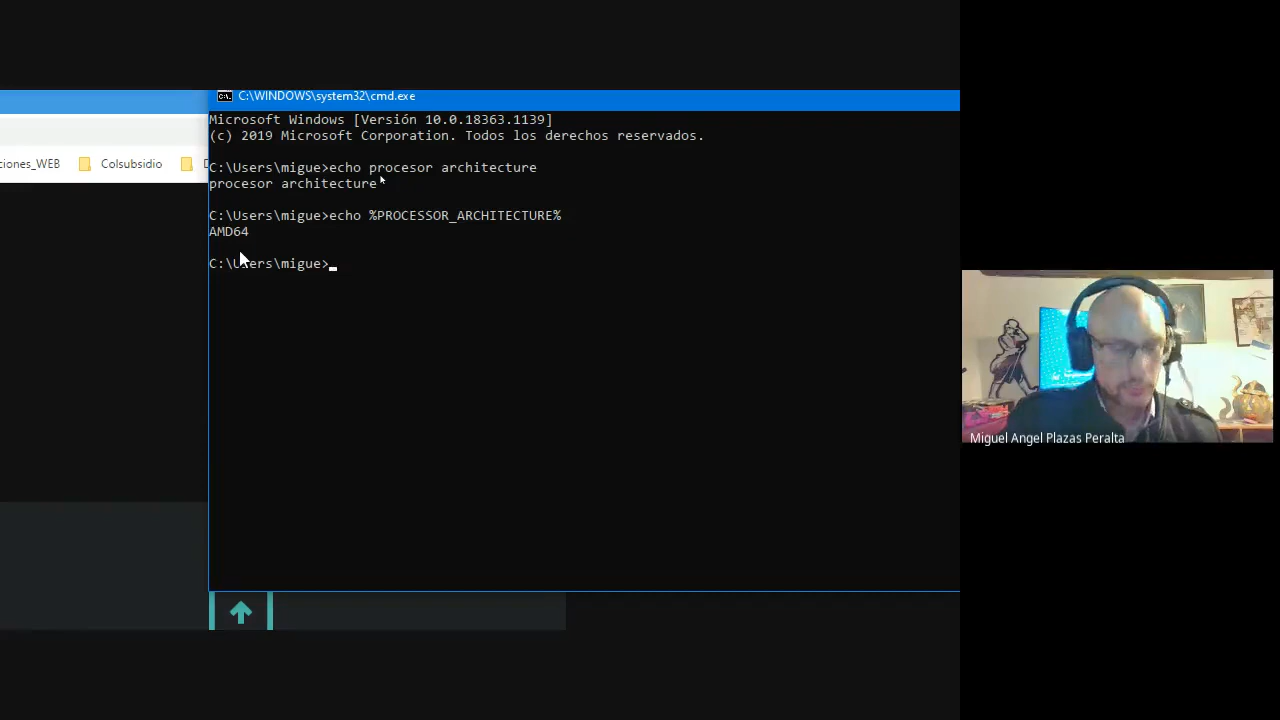 C:\WINDOWS\system32\cmd.exe
Microsoft Windows [Versión 10.0.18363.1139]
(c) 2019 Microsoft Corporation. Todos los derechos reservados.
ciones_WEB
Colsubsidio
D
C:\Users\migue>echo procesor architecture
procesor architecture
C:\Users\migue>echo %PROCESSOR_ARCHITECTURE%
AMD64
C:\Users\migue>
Miguel Angel Plazas Peralta